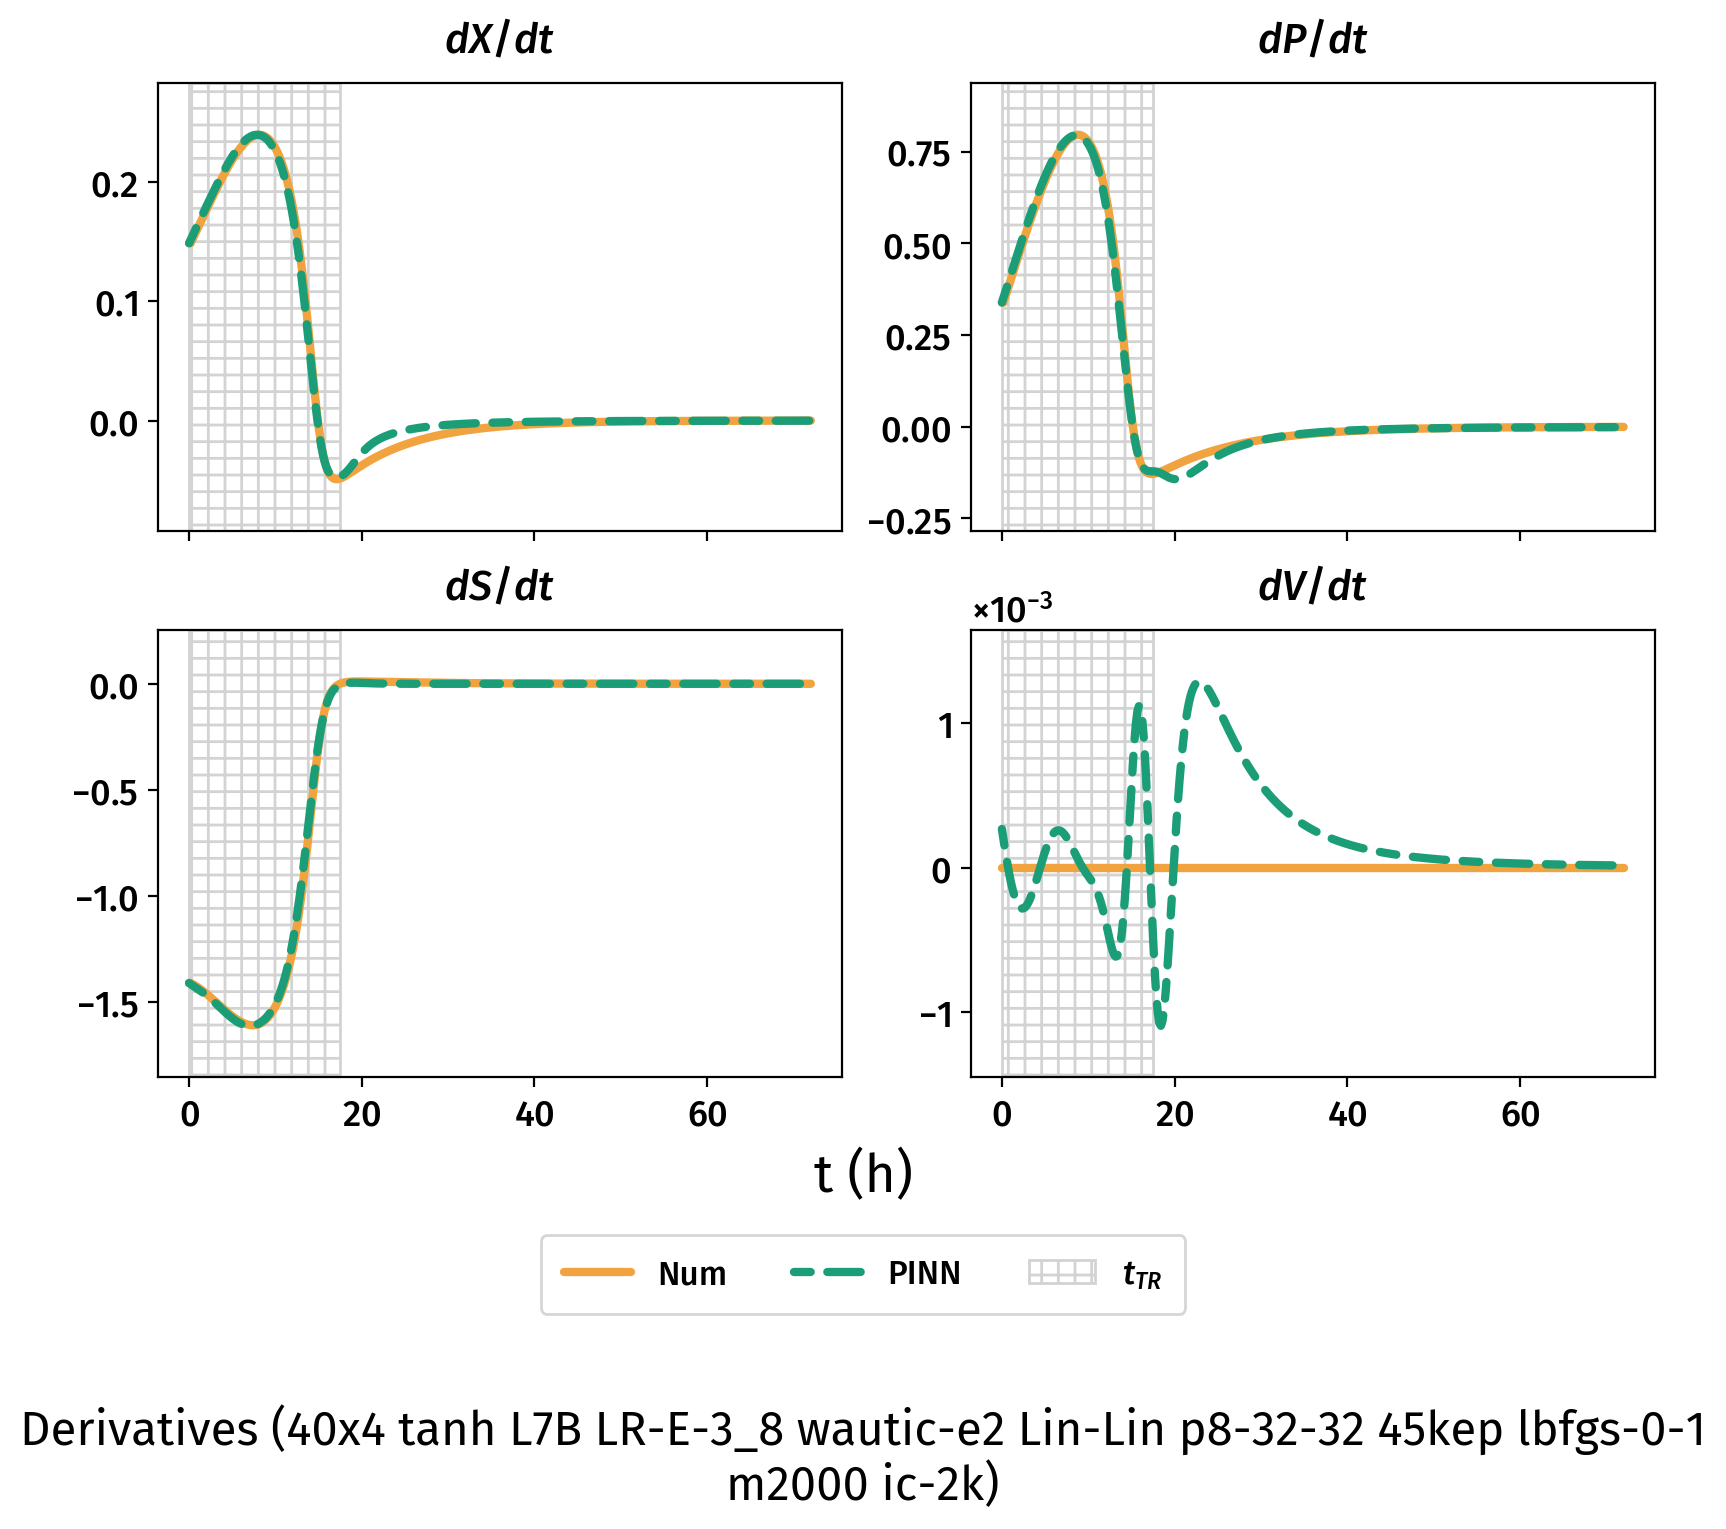 dX/dt
dP/dt
0.2
0.1
0.0
0.75
0.50
0.25
0.00
−0.25
dS/dt
dV/dt
×10⁻³
0.0
−0.5
−1.0
−1.5
1
0
−1
0 20 40 60
0 20 40 60
t (h)
Num PINN t_TR
Derivatives (40x4 tanh L7B LR-E-3_8 wautic-e2 Lin-Lin p8-32-32 45kep lbfgs-0-1
m2000 ic-2k)